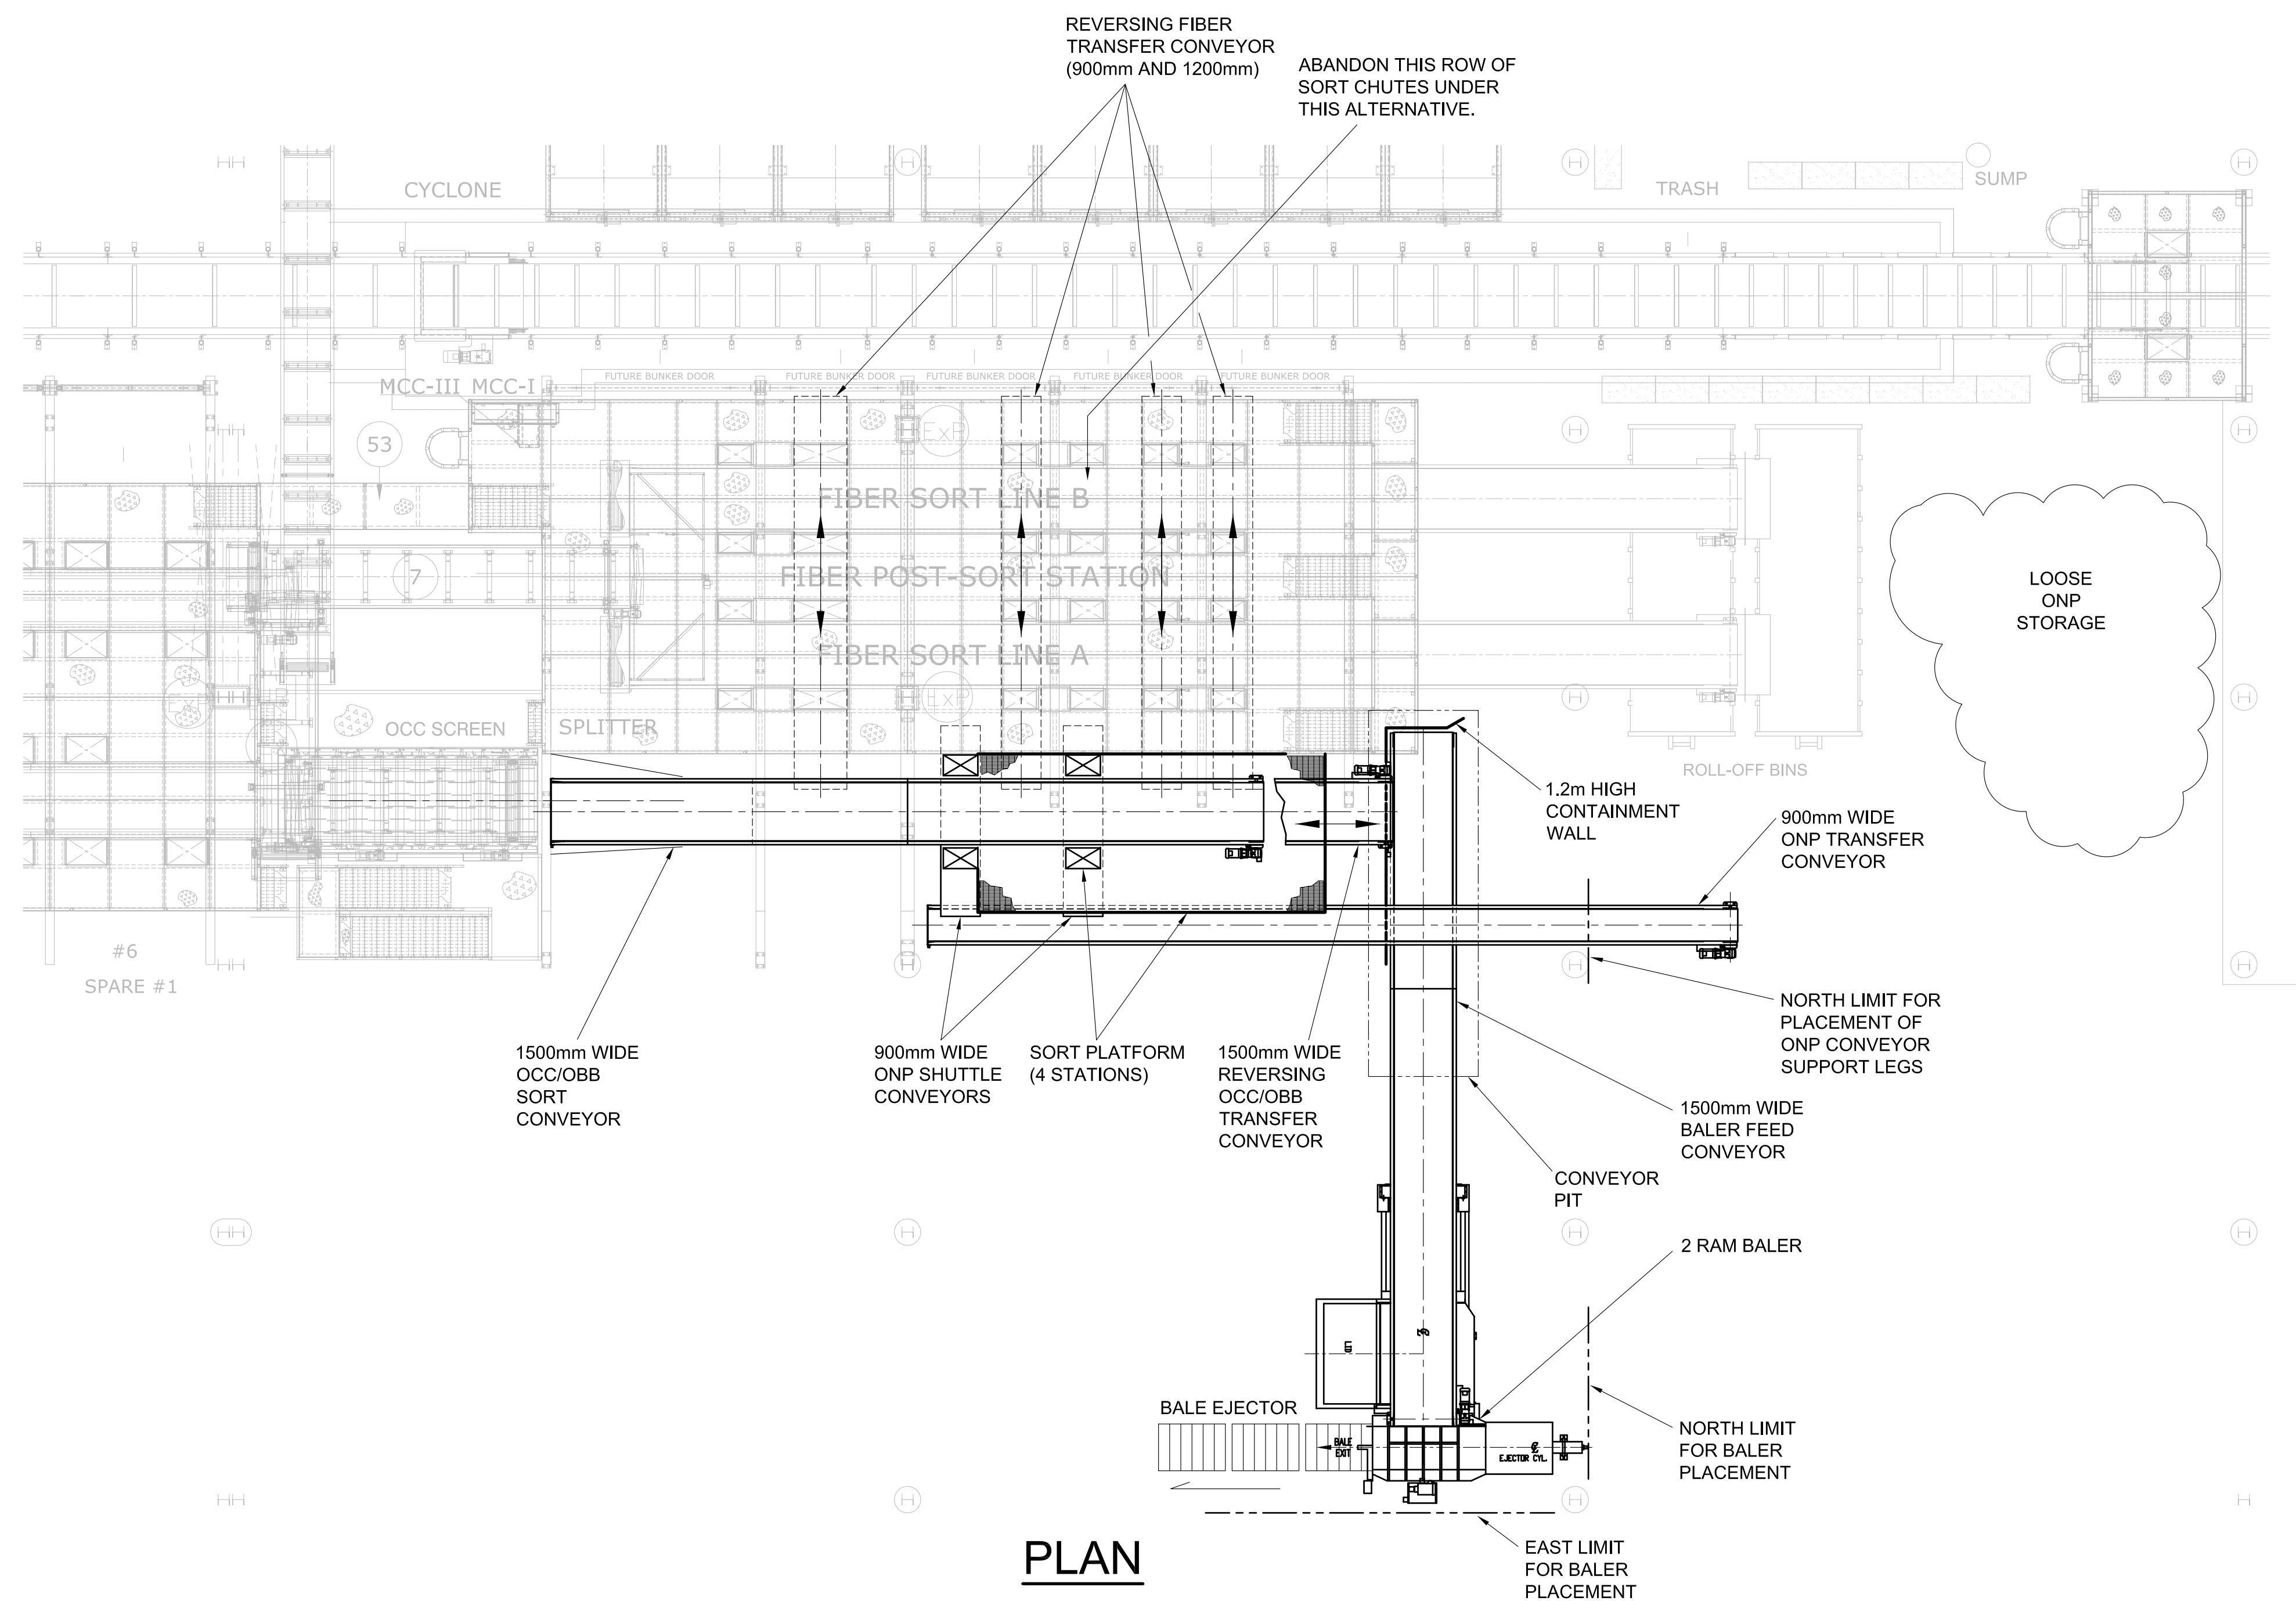 REVERSING FIBER
TRANSFER CONVEYOR
(900mm AND 1200mm)
ABANDON THIS ROW OF
SORT CHUTES UNDER
THIS ALTERNATIVE.
CYCLONE
TRASH
SUMP
MCC-III MCC-I
FUTURE BUNKER DOOR
FUTURE BUNKER DOOR
FUTURE BUNKER DOOR
FUTURE BUNKER DOOR
FUTURE BUNKER DOOR
53
ExP
FIBER SORT LINE B
7
FIBER POST-SORT STATION
FIBER SORT LINE A
ExP
LOOSE
ONP
STORAGE
OCC SCREEN
SPLITTER
ROLL-OFF BINS
1.2m HIGH
CONTAINMENT
WALL
900mm WIDE
ONP TRANSFER
CONVEYOR
#6
SPARE #1
NORTH LIMIT FOR
PLACEMENT OF
ONP CONVEYOR
SUPPORT LEGS
1500mm WIDE
OCC/OBB
SORT
CONVEYOR
900mm WIDE
ONP SHUTTLE
CONVEYORS
SORT PLATFORM
(4 STATIONS)
1500mm WIDE
REVERSING
OCC/OBB
TRANSFER
CONVEYOR
1500mm WIDE
BALER FEED
CONVEYOR
CONVEYOR
PIT
2 RAM BALER
LID
BALE EJECTOR
BALE
EXIT
EJECTOR CYL.
NORTH LIMIT
FOR BALER
PLACEMENT
EAST LIMIT
FOR BALER
PLACEMENT
PLAN